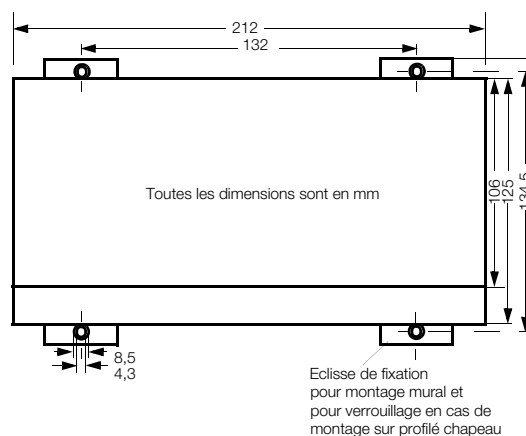 212
132
Toutes les dimensions sont en mm
106
125
134,5
8,5
4,3
Eclisse de fixation
pour montage mural et
pour verrouillage en cas de
montage sur profilé chapeau